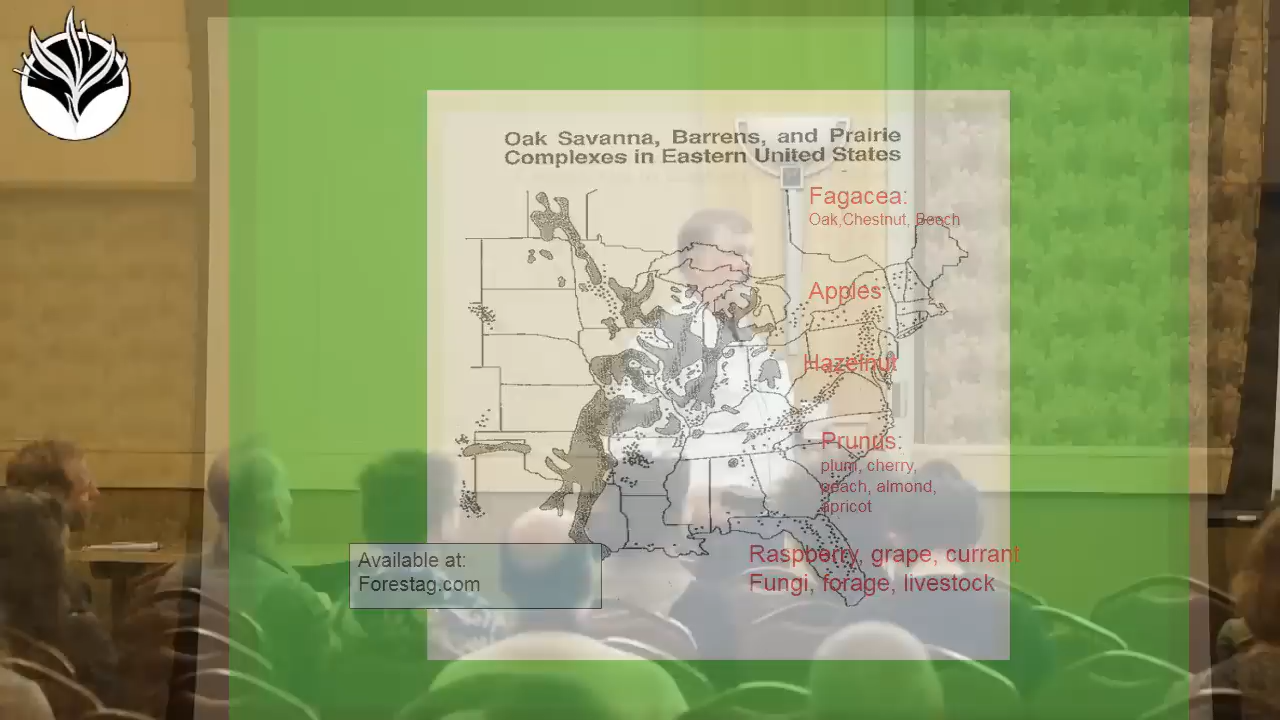 Oak Savanna, Barrens, and Prairie
Complexes in Eastern United States
Fagacea:
Oak,Chestnut, Beech
Apples
Hazelnut
Prunus:
plum, cherry,
peach, almond,
apricot
Raspberry, grape, currant
Fungi, forage, livestock
Available at:
Forestag.com